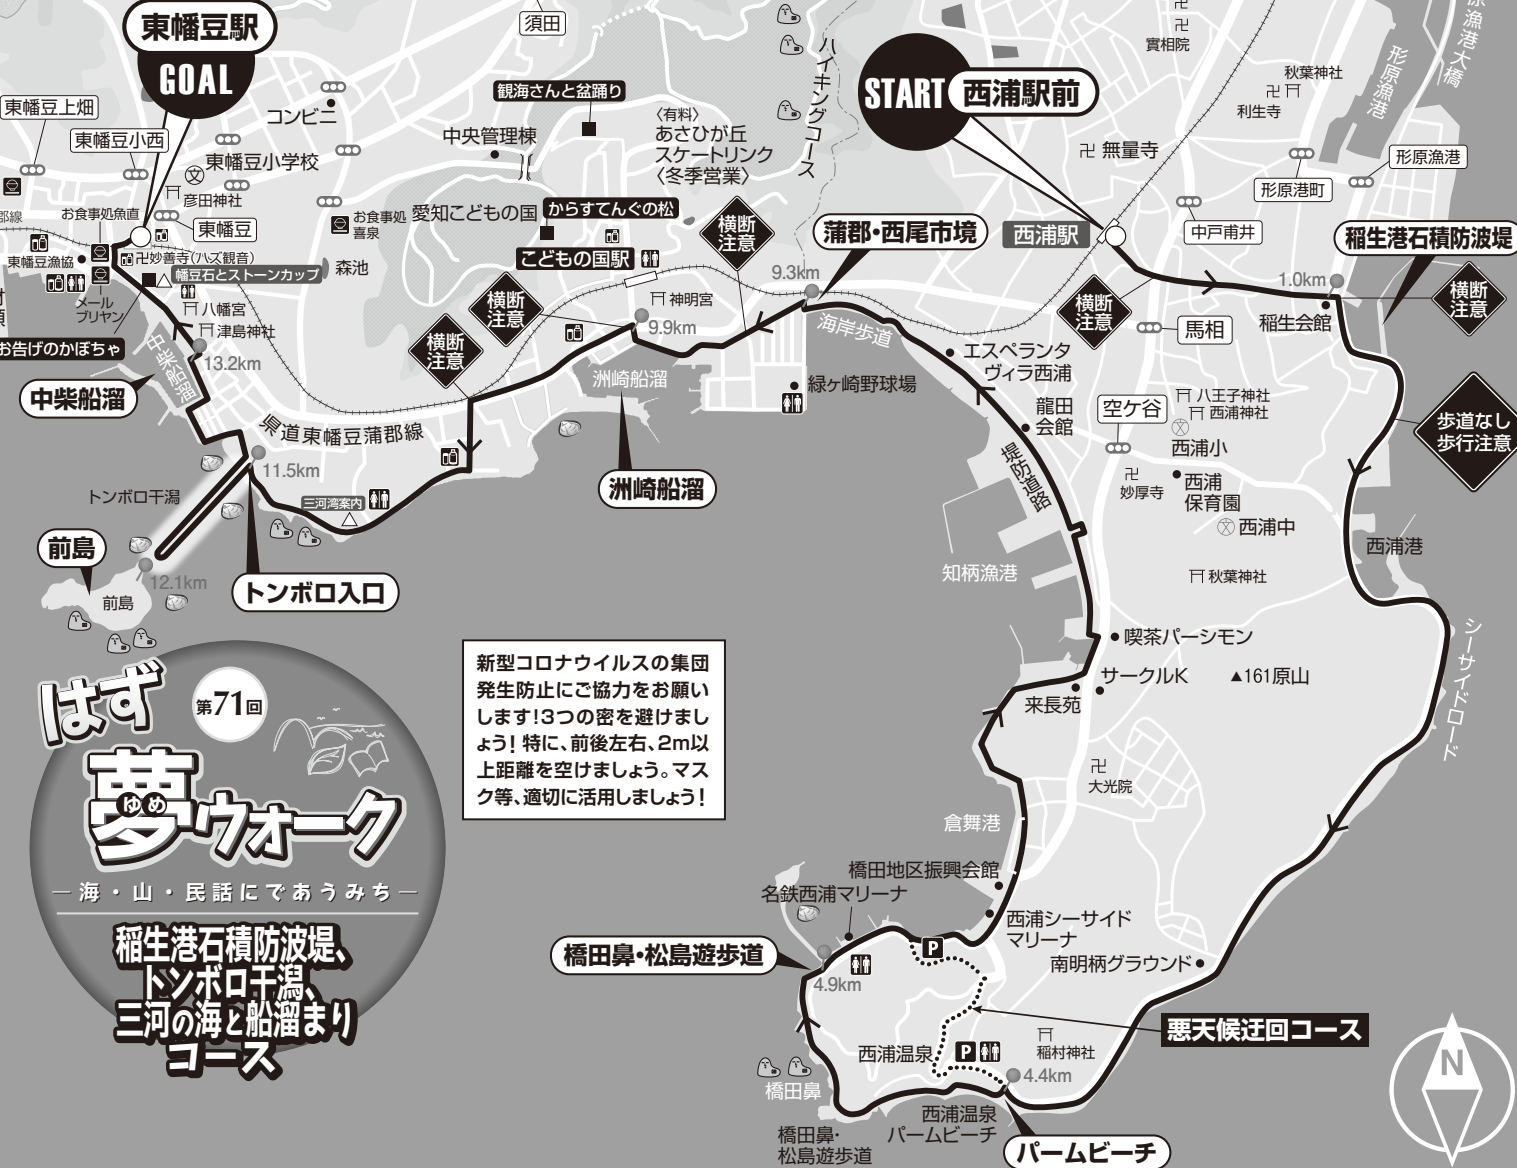 東幡豆駅
GOAL
須田
ハイキングコース
START
西浦駅前
卍
卍
實相院
秋葉神社
卍
利生寺
形原漁港
原漁港大橋
形原漁港
形原港町
東幡豆上畑
コンビニ
東幡豆小西
文
東幡豆小学校
彦田神社
観海さんと盆踊り
中央管理棟
〈有料〉
あさひが丘
スケートリンク
〈冬季営業〉
卍 無量寺
お食事処魚直
東幡豆
お食事処
喜泉
愛知こどもの国
からすてんぐの松
横断
注意
蒲郡・西尾市境
西浦駅
中戸甫井
稲生港石積防波堤
郡線
東幡豆漁協
卍妙善寺(ハズ観音)
幡豆石とストーンカップ
森池
こどもの国駅
9.3km
1.0km
横断
注意
メール
ブリヤン
八幡宮
津島神社
横断
注意
神明宮
9.9km
横断
注意
稲生会館
馬相
お告げのかぼちゃ
中柴船溜
13.2km
横断
注意
海岸歩道
エスペランタ
ヴィラ西浦
中柴船溜
洲崎船溜
緑ヶ崎野球場
龍田
会館
空ケ谷
八王子神社
西浦神社
文
西浦小
歩道なし
歩行注意
県道東幡豆蒲郡線
11.5km
堤防道路
卍
妙厚寺
西浦
保育園
文 西浦中
トンボロ干潟
三河湾案内
洲崎船溜
西浦港
前島
12.1km
前島
トンボロ入口
知柄漁港
秋葉神社
シーサイドロード
喫茶パーシモン
サークルK
▲161原山
来長苑
新型コロナウイルスの集団
発生防止にご協力をお願い
します!3つの密を避けまし
ょう! 特に、前後左右、2m以
上距離を空けましょう。マス
ク等、適切に活用しましょう!
はず
第71回
夢ウォーク
ゆめ
― 海・山・民話にであうみち ―
稲生港石積防波堤、
トンボロ干潟、
三河の海と船溜まり
コース
卍
大光院
倉舞港
橋田地区振興会館
名鉄西浦マリーナ
西浦シーサイド
マリーナ
橋田鼻・松島遊歩道
P
4.9km
南明柄グラウンド
悪天候迂回コース
西浦温泉
P
稲村神社
4.4km
橋田鼻
西浦温泉
パームビーチ
橋田鼻・
松島遊歩道
パームビーチ
N